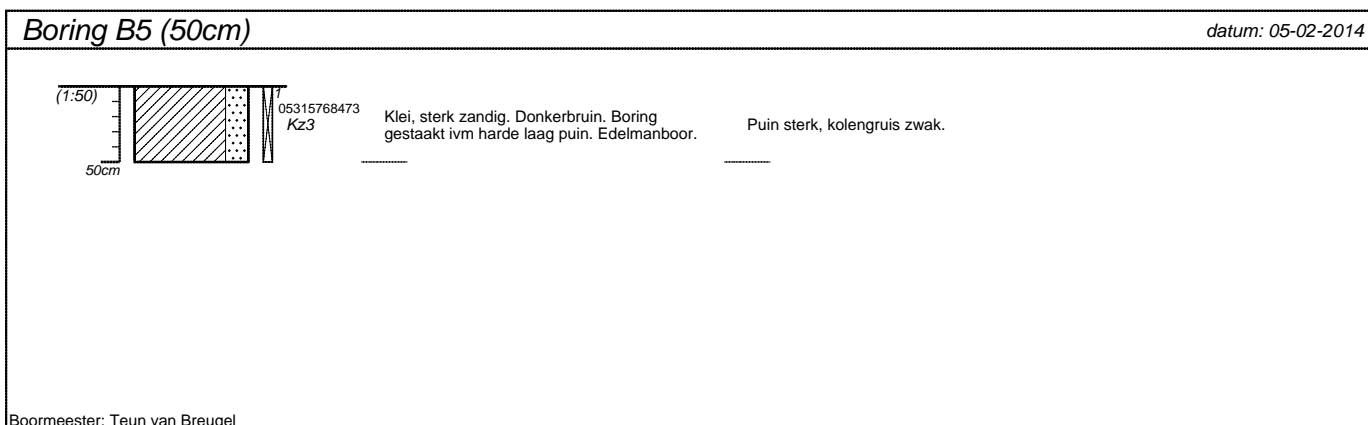 Boring B5 (50cm)
datum: 05-02-2014
(1:50)
1
05315768473
Kz3
50cm
Klei, sterk zandig. Donkerbruin. Boring
gestaakt ivm harde laag puin. Edelmanboor.
Puin sterk, kolengruis zwak.
Boormeester: Teun van Breugel